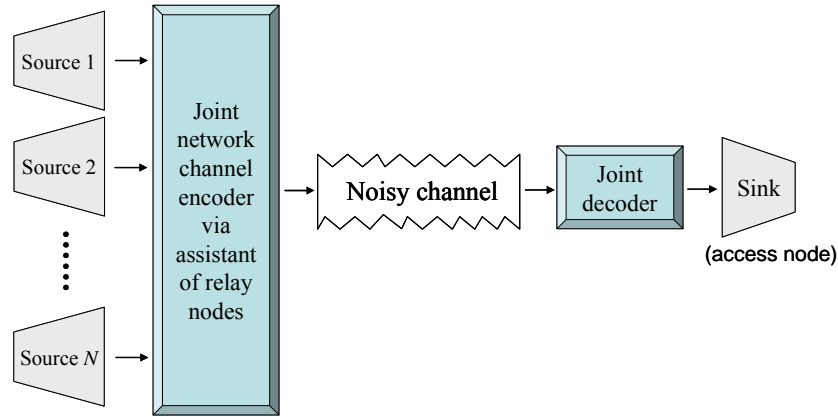 Source 1
Source 2
Source N
Joint
network
channel
encoder
via
assistant
of relay
nodes
Noisy channel
Joint
decoder
Sink
(access node)